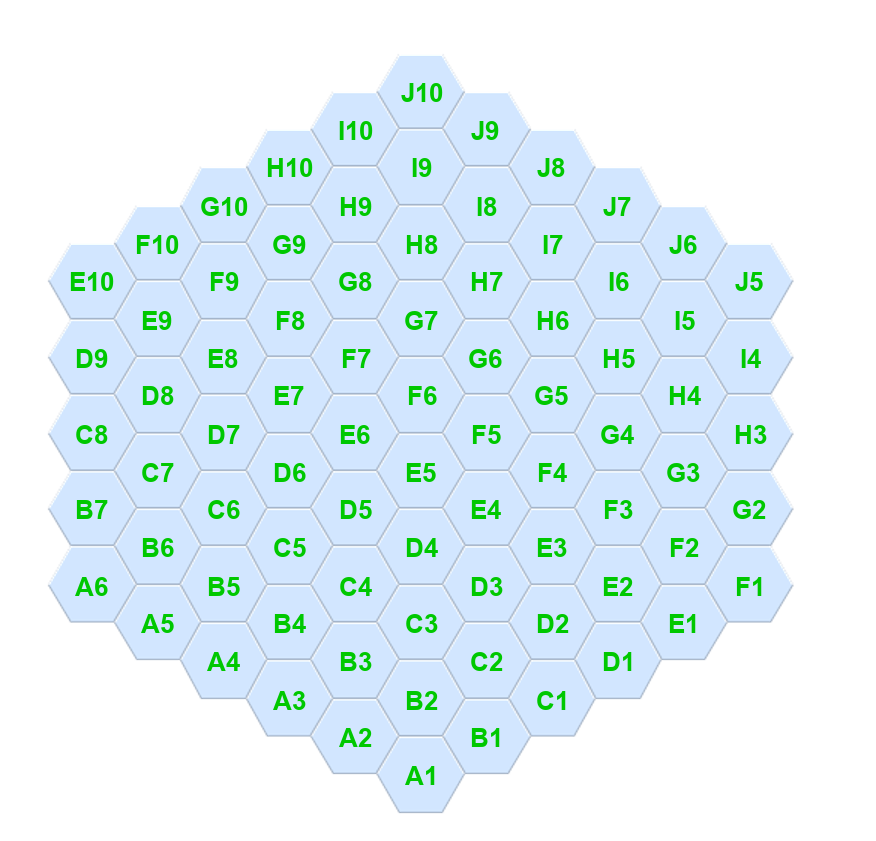 J10
I10 J9
H10 I9 J8
G10 H9 I8 J7
F10 G9 H8 I7 J6
E10 F9 G8 H7 I6 J5
E9 F8 G7 H6 I5
D9 E8 F7 G6 H5 I4
D8 E7 F6 G5 H4
C8 D7 E6 F5 G4 H3
C7 D6 E5 F4 G3
B7 C6 D5 E4 F3 G2
B6 C5 D4 E3 F2
A6 B5 C4 D3 E2 F1
A5 B4 C3 D2 E1
A4 B3 C2 D1
A3 B2 C1
A2 B1
A1